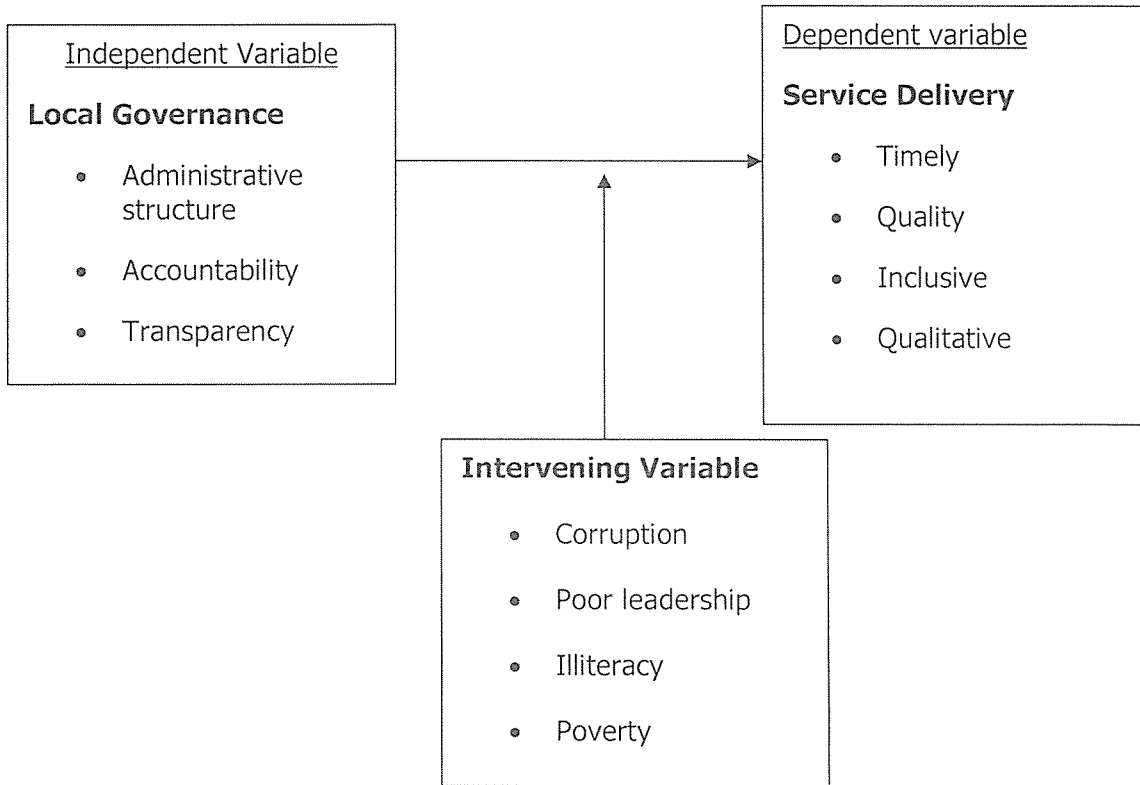 Independent Variable
Local Governance
• Administrative
structure
• Accountability
• Transparency
Dependent variable
Service Delivery
• Timely
• Quality
• Inclusive
• Qualitative
Intervening Variable
• Corruption
• Poor leadership
• Illiteracy
• Poverty